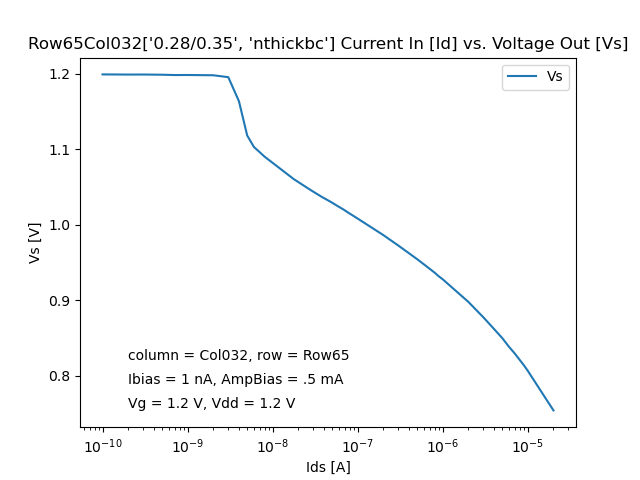 Row65Col032['0.28/0.35', 'nthickbc'] Current In [Id] vs. Voltage Out [Vs]
Vs
1.2
1.1
1.0
0.9
0.8
Vs [V]
column = Col032, row = Row65
Ibias = 1 nA, AmpBias = .5 mA
Vg = 1.2 V, Vdd = 1.2 V
10⁻¹⁰ 10⁻⁹ 10⁻⁸ 10⁻⁷ 10⁻⁶ 10⁻⁵
Ids [A]